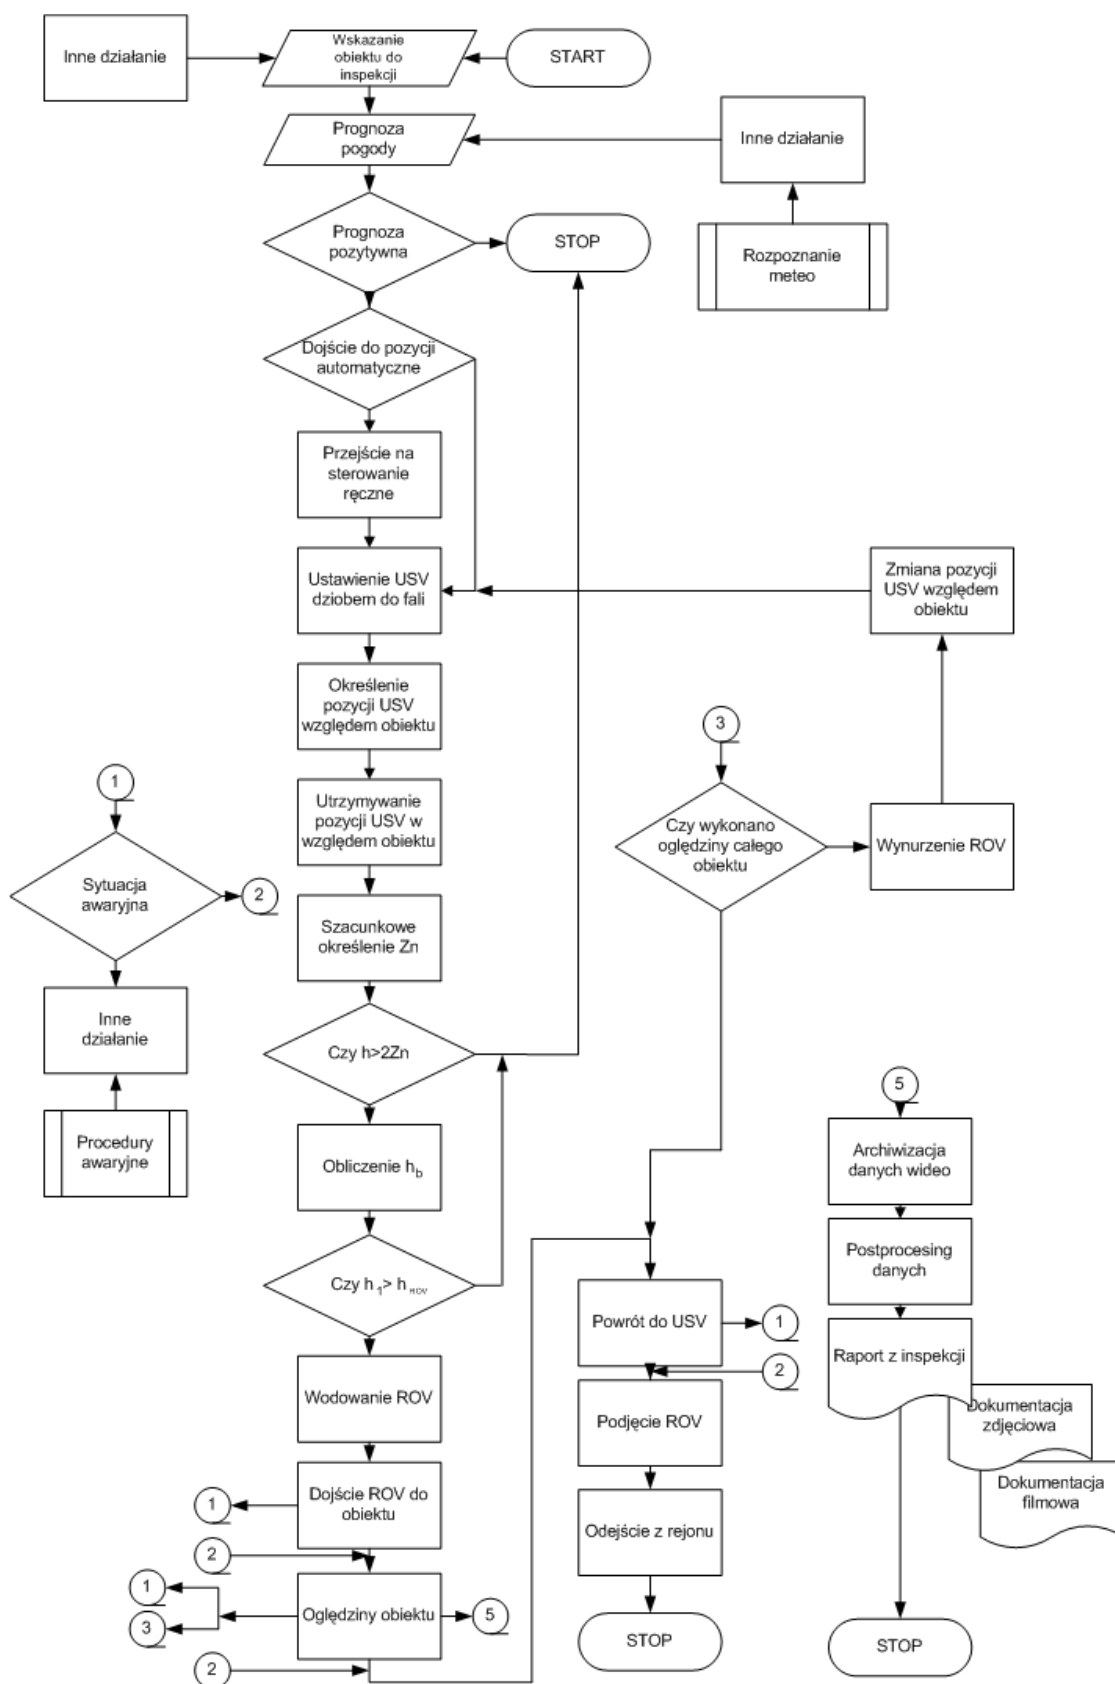 Inne działanie
Wskazanie
obiektu do
inspekcji
START
Prognoza
pogody
Inne działanie
Prognoza
pozytywna
STOP
Rozpoznanie
meteo
Dojście do pozycji
automatyczne
Przejście na
sterowanie
ręczne
Ustawienie USV
dziobem do fali
Zmiana pozycji
USV względem
obiektu
Określenie
pozycji USV
względem obiektu
3
1
Utrzymywanie
pozycji USV w
względem obiektu
Czy wykonano
oględziny całego
obiektu
Wynurzenie ROV
Sytuacja
awaryjna
2
Szacunkowe
określenie Zn
Inne
działanie
Czy h>2Zn
5
Procedury
awaryjne
Obliczenie hb
Archiwizacja
danych wideo
Postprocesing
danych
Czy h1> hROV
Powrót do USV
1
Raport z inspekcji
2
Wodowanie ROV
Podjęcie ROV
Dokumentacja
zdjęciowa
Dokumentacja
filmowa
1
Dojście ROV do
obiektu
Odejście z rejonu
2
1
3
Oględziny obiektu
5
STOP
STOP
2